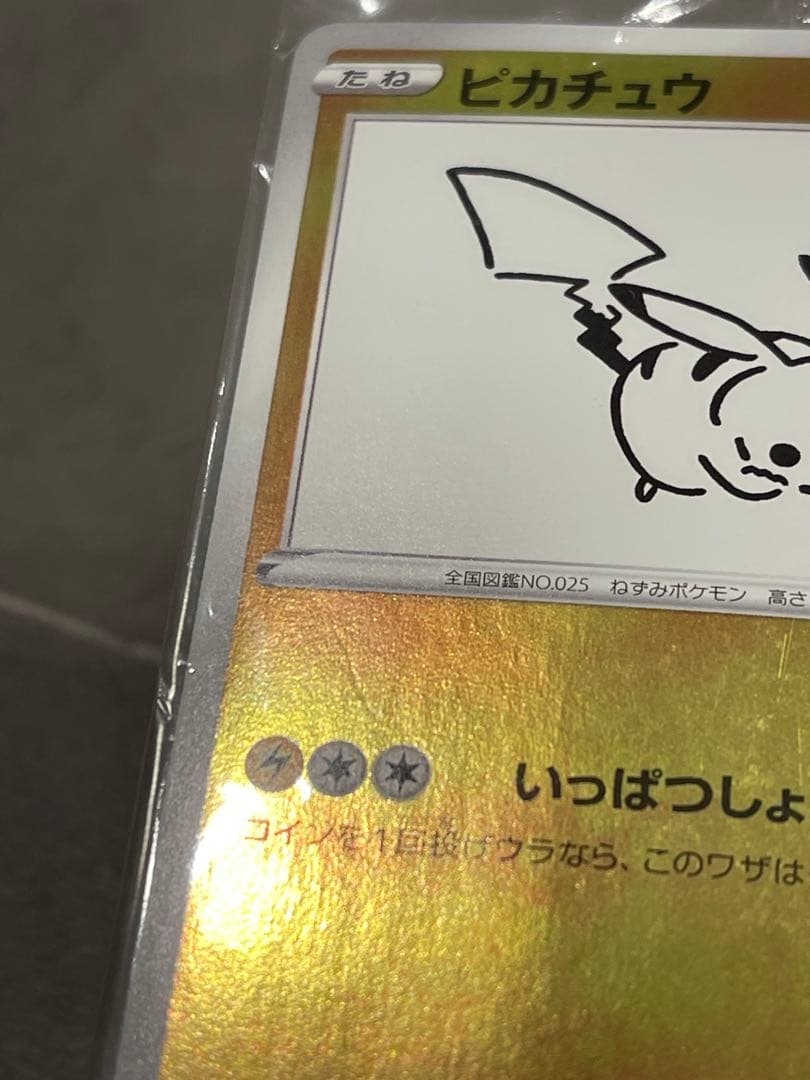 たね
ピカチュウ
全国図鑑NO.025 ねずみポケモン 高さ
いっぱつしょ
コインを1回投げウラなら、このワザは